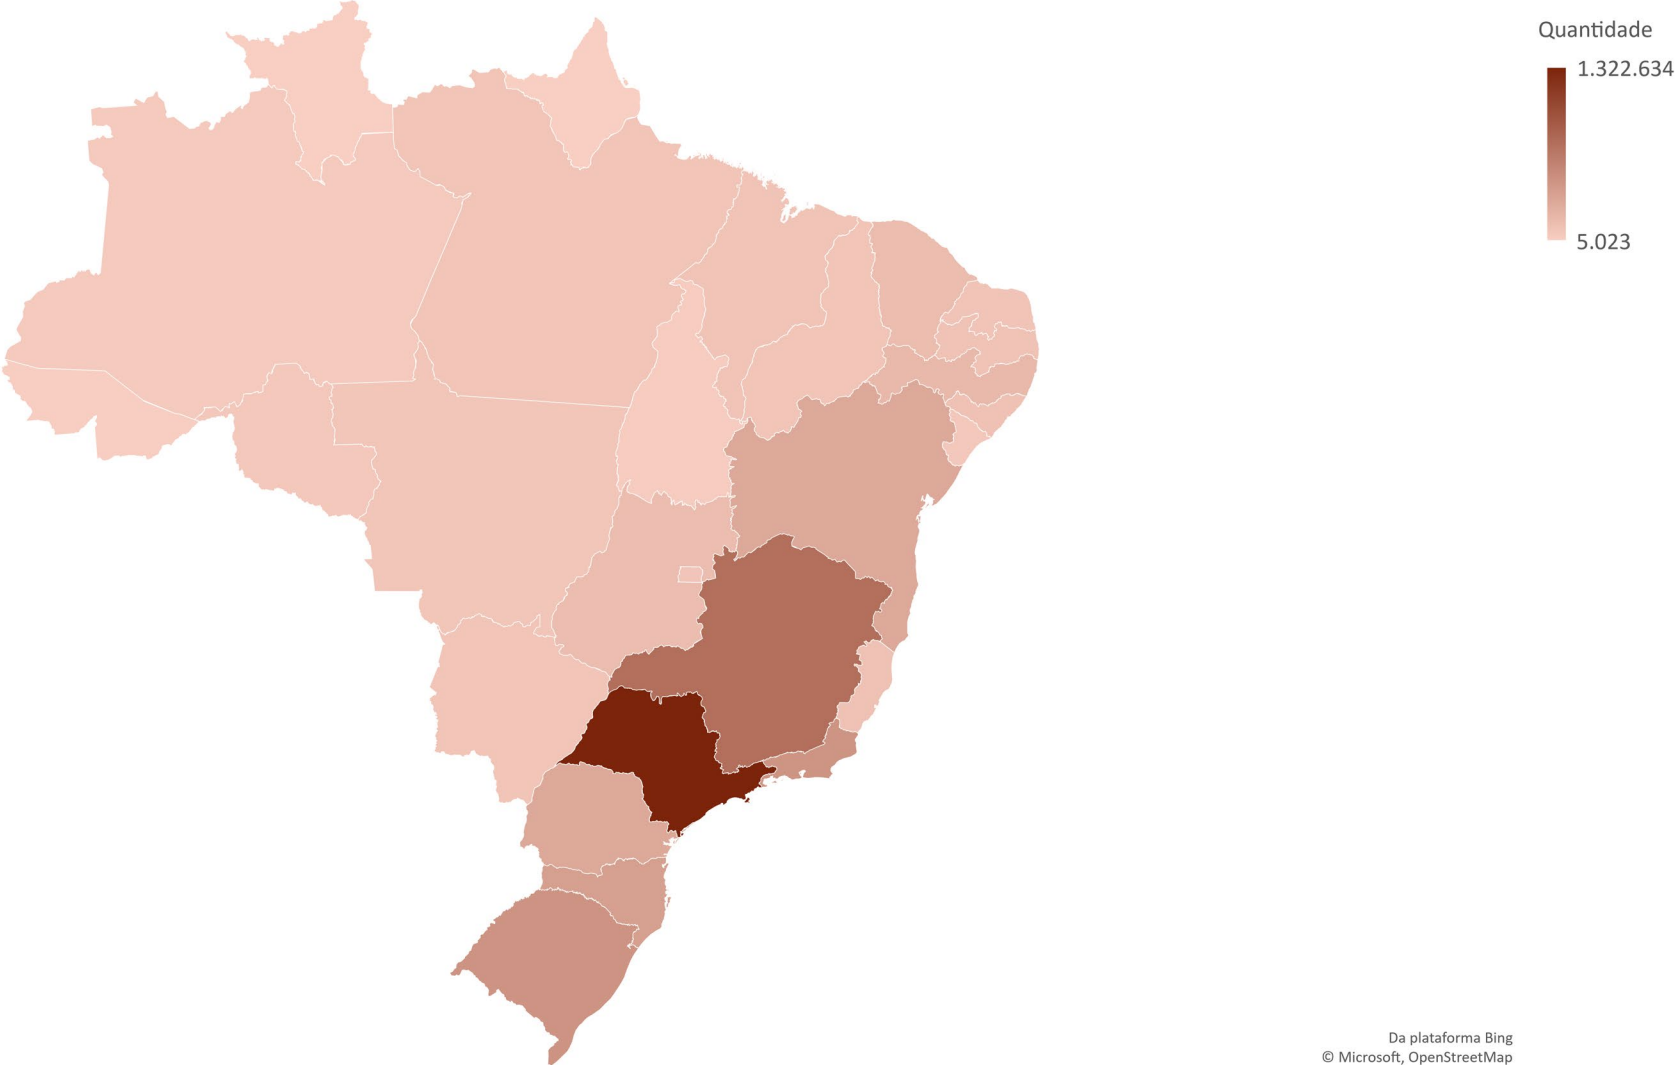 Quantidade
1.322.634
5.023
Da plataforma Bing
© Microsoft, OpenStreetMap